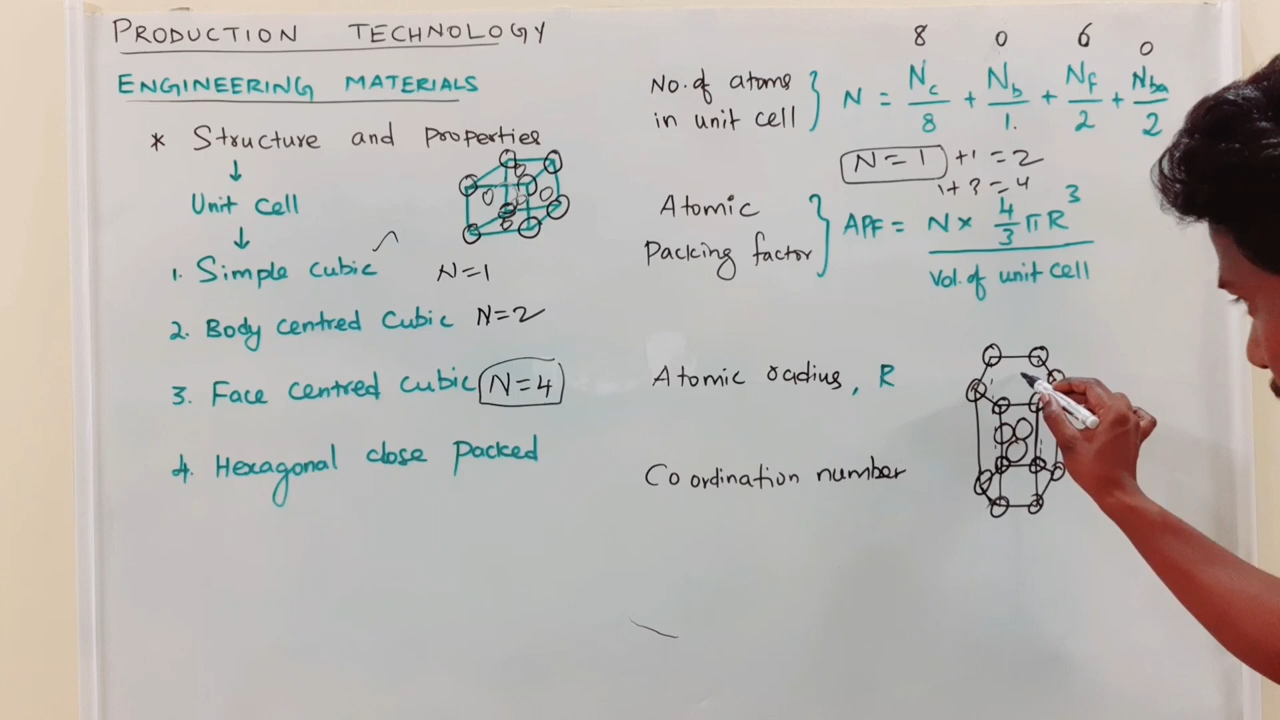 PRODUCTION TECHNOLOGY
ENGINEERING MATERIALS
* Structure and properties
↓
Unit cell
↓
1. Simple cubic N=1
2. Body centred cubic N=2
3. Face centred cubic N=4
4. Hexagonal close packed
8 0 6 0
No. of atoms in unit cell } N = Nc/8 + Nb/1. + Nf/2 + Nba/2
N=1 +1 =2
1+3=4
Atomic Packing factor } APF = N × 4/3 πR³ / Vol. of unit cell
Atomic radius, R
Coordination number